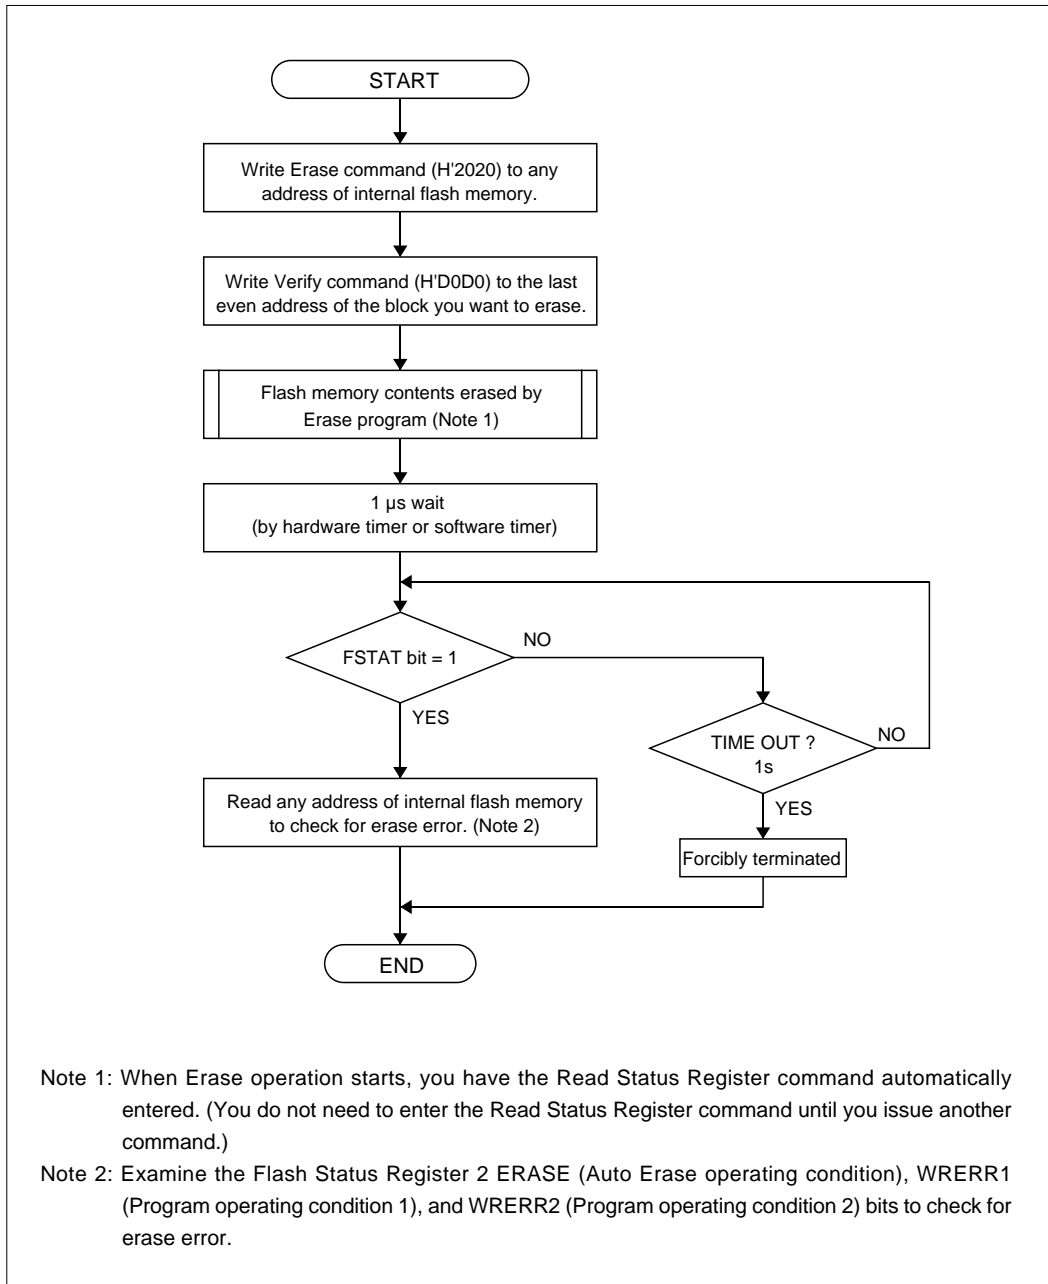 START
Write Erase command (H'2020) to any
address of internal flash memory.
Write Verify command (H'D0D0) to the last
even address of the block you want to erase.
Flash memory contents erased by
Erase program (Note 1)
1 µs wait
(by hardware timer or software timer)
FSTAT bit = 1
NO
YES
TIME OUT ?
1s
NO
YES
Read any address of internal flash memory
to check for erase error. (Note 2)
Forcibly terminated
END
Note 1: When Erase operation starts, you have the Read Status Register command automatically
entered. (You do not need to enter the Read Status Register command until you issue another
command.)
Note 2: Examine the Flash Status Register 2 ERASE (Auto Erase operating condition), WRERR1
(Program operating condition 1), and WRERR2 (Program operating condition 2) bits to check for
erase error.